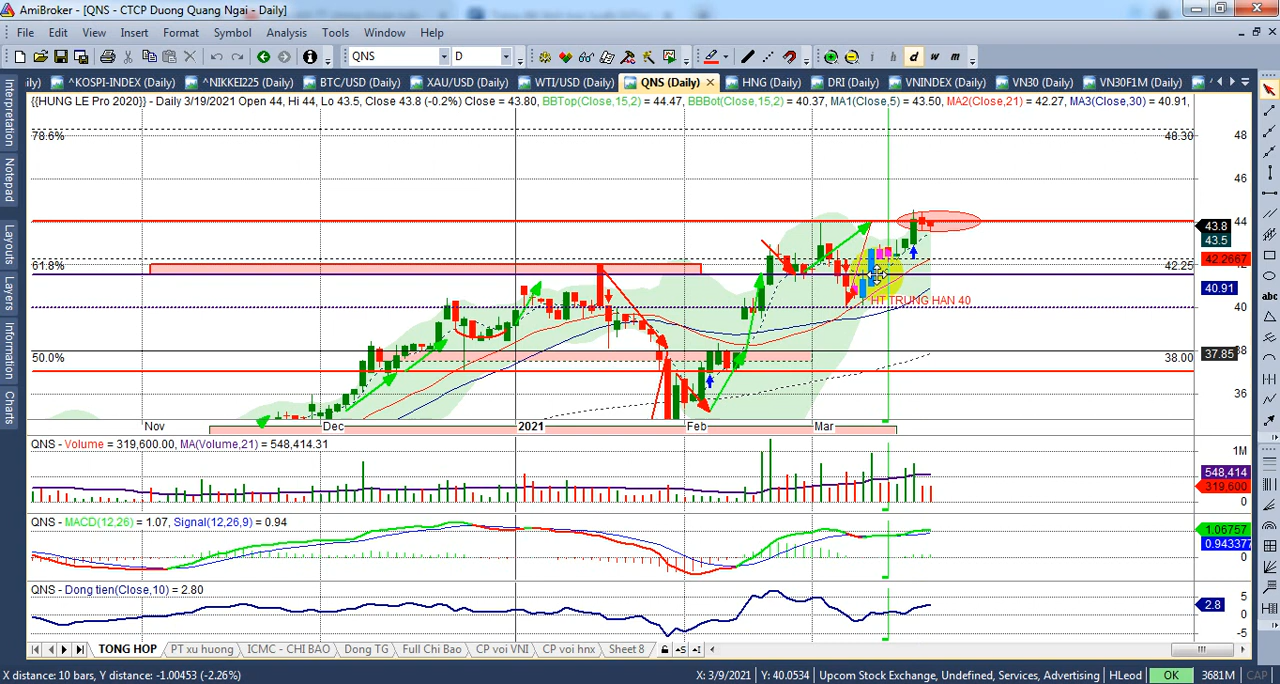 AmiBroker - [QNS - CTCP Duong Quang Ngai - Daily]
File Edit View Insert Format Symbol Analysis Tools Window Help
QNS D i h d w m
ily) ^KOSPI-INDEX (Daily) ^NIKKEI225 (Daily) BTC/USD (Daily) XAU/USD (Daily) WTI/USD (Daily) QNS (Daily) HNG (Daily) DRI (Daily) VNINDEX (Daily) VN30 (Daily) VN30F1M (Daily)
{{HUNG LE Pro 2020}} - Daily 3/19/2021 Open 44, Hi 44, Lo 43.5, Close 43.8 (-0.2%) Close = 43.80, BBTop(Close,15,2) = 44.47, BBBot(Close,15,2) = 40.37, MA1(Close,5) = 43.50, MA2(Close,21) = 42.27, MA3(Close,30) = 40.91,
Interpretation
Notepad
Layouts
Layers
Information
Charts
78.6% 48.30 48
46
44
43.8
43.5
61.8% 42.25 42.2667
40.91
HT TRUNG HAN 40
40
50.0% 38.00 37.85
36
Nov Dec 2021 Feb Mar
QNS - Volume = 319,600.00, MA(Volume,21) = 548,414.31
1M
548,414
319,600
0
QNS - MACD(12,26) = 1.07, Signal(12,26,9) = 0.94
1.06757
0.943377
0
QNS - Dong tien(Close,10) = 2.80
5
2.8
0
-5
TONG HOP PT xu huong ICMC - CHI BAO Dong TG Full Chi Bao CP voi VNI CP voi hnx Sheet 8
X distance: 10 bars, Y distance: -1.00453 (-2.26%) X: 3/9/2021 Y: 40.0534 Upcom Stock Exchange, Undefined, Services, Advertising HLeod OK 3681M CAP